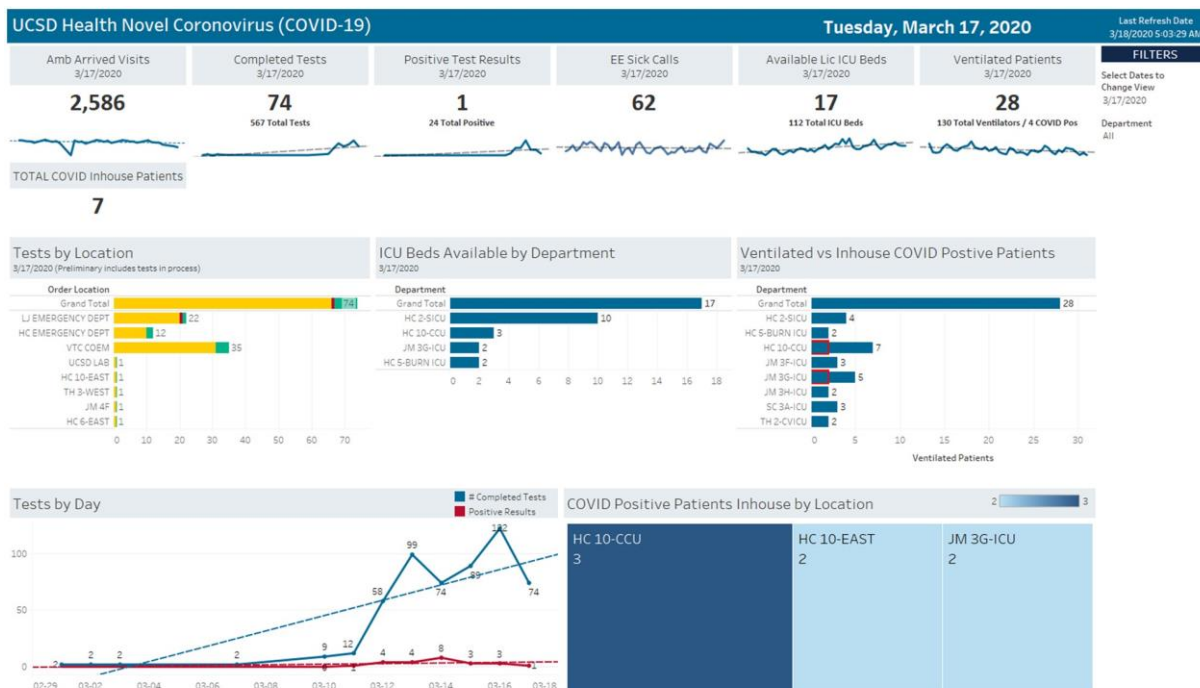 UCSD Health Novel Coronovirus (COVID-19)
Tuesday, March 17, 2020
Last Refresh Date
3/18/2020 5:03:29 AM
FILTERS
Select Dates to
Change View
3/17/2020
Department
All
Amb Arrived Visits
3/17/2020
2,586
Completed Tests
3/17/2020
74
567 Total Tests
Positive Test Results
3/17/2020
1
24 Total Positive
EE Sick Calls
3/17/2020
62
Available Lic ICU Beds
3/17/2020
17
112 Total ICU Beds
Ventilated Patients
3/17/2020
28
130 Total Ventilators / 4 COVID Pos
TOTAL COVID Inhouse Patients
7
Tests by Location
3/17/2020 (Preliminary includes tests in process)
Order Location
Grand Total 74
LJ EMERGENCY DEPT 22
HC EMERGENCY DEPT 12
VTC COEM 35
UCSD LAB 1
HC 10-EAST 1
TH 3-WEST 1
JM 4F 1
HC 6-EAST 1
0 10 20 30 40 50 60 70
ICU Beds Available by Department
3/17/2020
Department
Grand Total 17
HC 2-SICU 10
HC 10-CCU 3
JM 3G-ICU 2
HC 5-BURN ICU 2
0 2 4 6 8 10 12 14 16 18
Ventilated vs Inhouse COVID Postive Patients
3/17/2020
Department
Grand Total 28
HC 2-SICU 4
HC 5-BURN ICU 2
HC 10-CCU 7
JM 3F-ICU 3
JM 3G-ICU 5
JM 3H-ICU 2
SC 3A-ICU 3
TH 2-CVICU 2
0 5 10 15 20 25 30
Ventilated Patients
Tests by Day
# Completed Tests
Positive Results
100
50
0
2 2 2 2 9 12 58 99 74 89 122 74
0 1 4 4 8 3 3 1
02-29 03-02 03-04 03-06 03-08 03-10 03-12 03-14 03-16 03-18
COVID Positive Patients Inhouse by Location
2 3
HC 10-CCU
3
HC 10-EAST
2
JM 3G-ICU
2